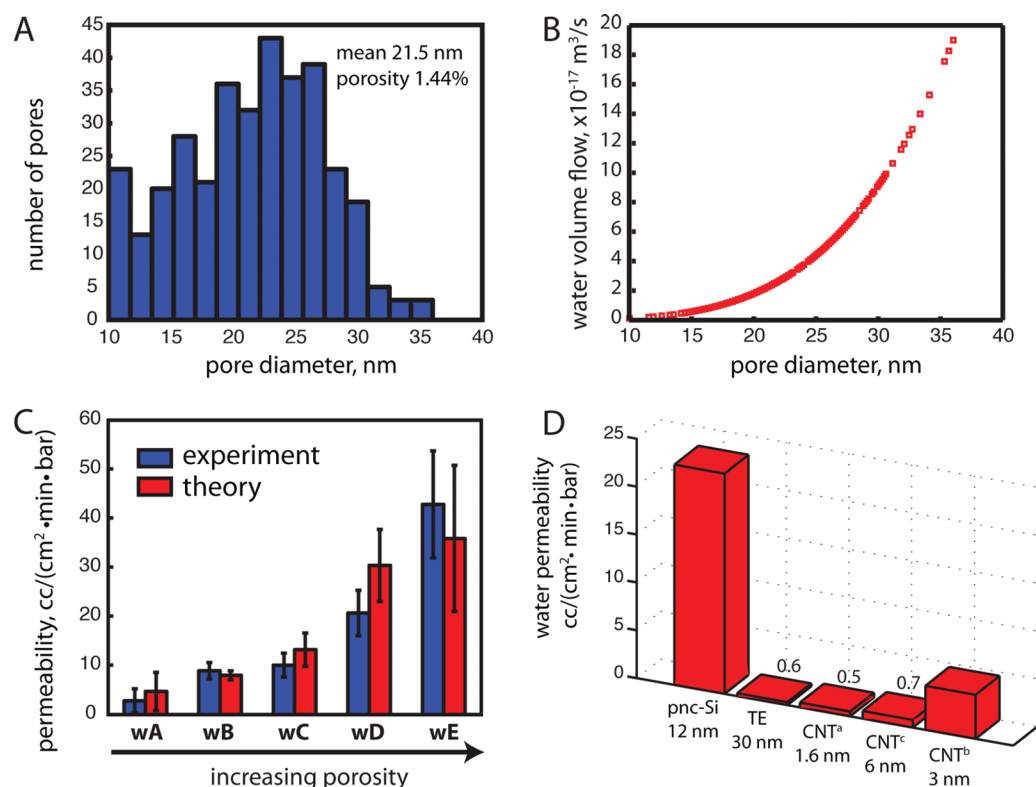 A
mean 21.5 nm
porosity 1.44%
number of pores
45
40
35
30
25
20
15
10
5
0
10 15 20 25 30 35 40
pore diameter, nm
B
water volume flow, x10⁻¹⁷ m³/s
20
18
16
14
12
10
8
6
4
2
0
10 15 20 25 30 35 40
pore diameter, nm
C
permeability, cc/(cm² •min•bar)
60
50
40
30
20
10
0
experiment
theory
wA wB wC wD wE
increasing porosity
D
water permeability
cc/(cm²• min•bar)
25
20
15
10
5
0
0.6
0.5
0.7
pnc-Si
12 nm
TE
30 nm
CNTᵃ
1.6 nm
CNTᶜ
6 nm
CNTᵇ
3 nm